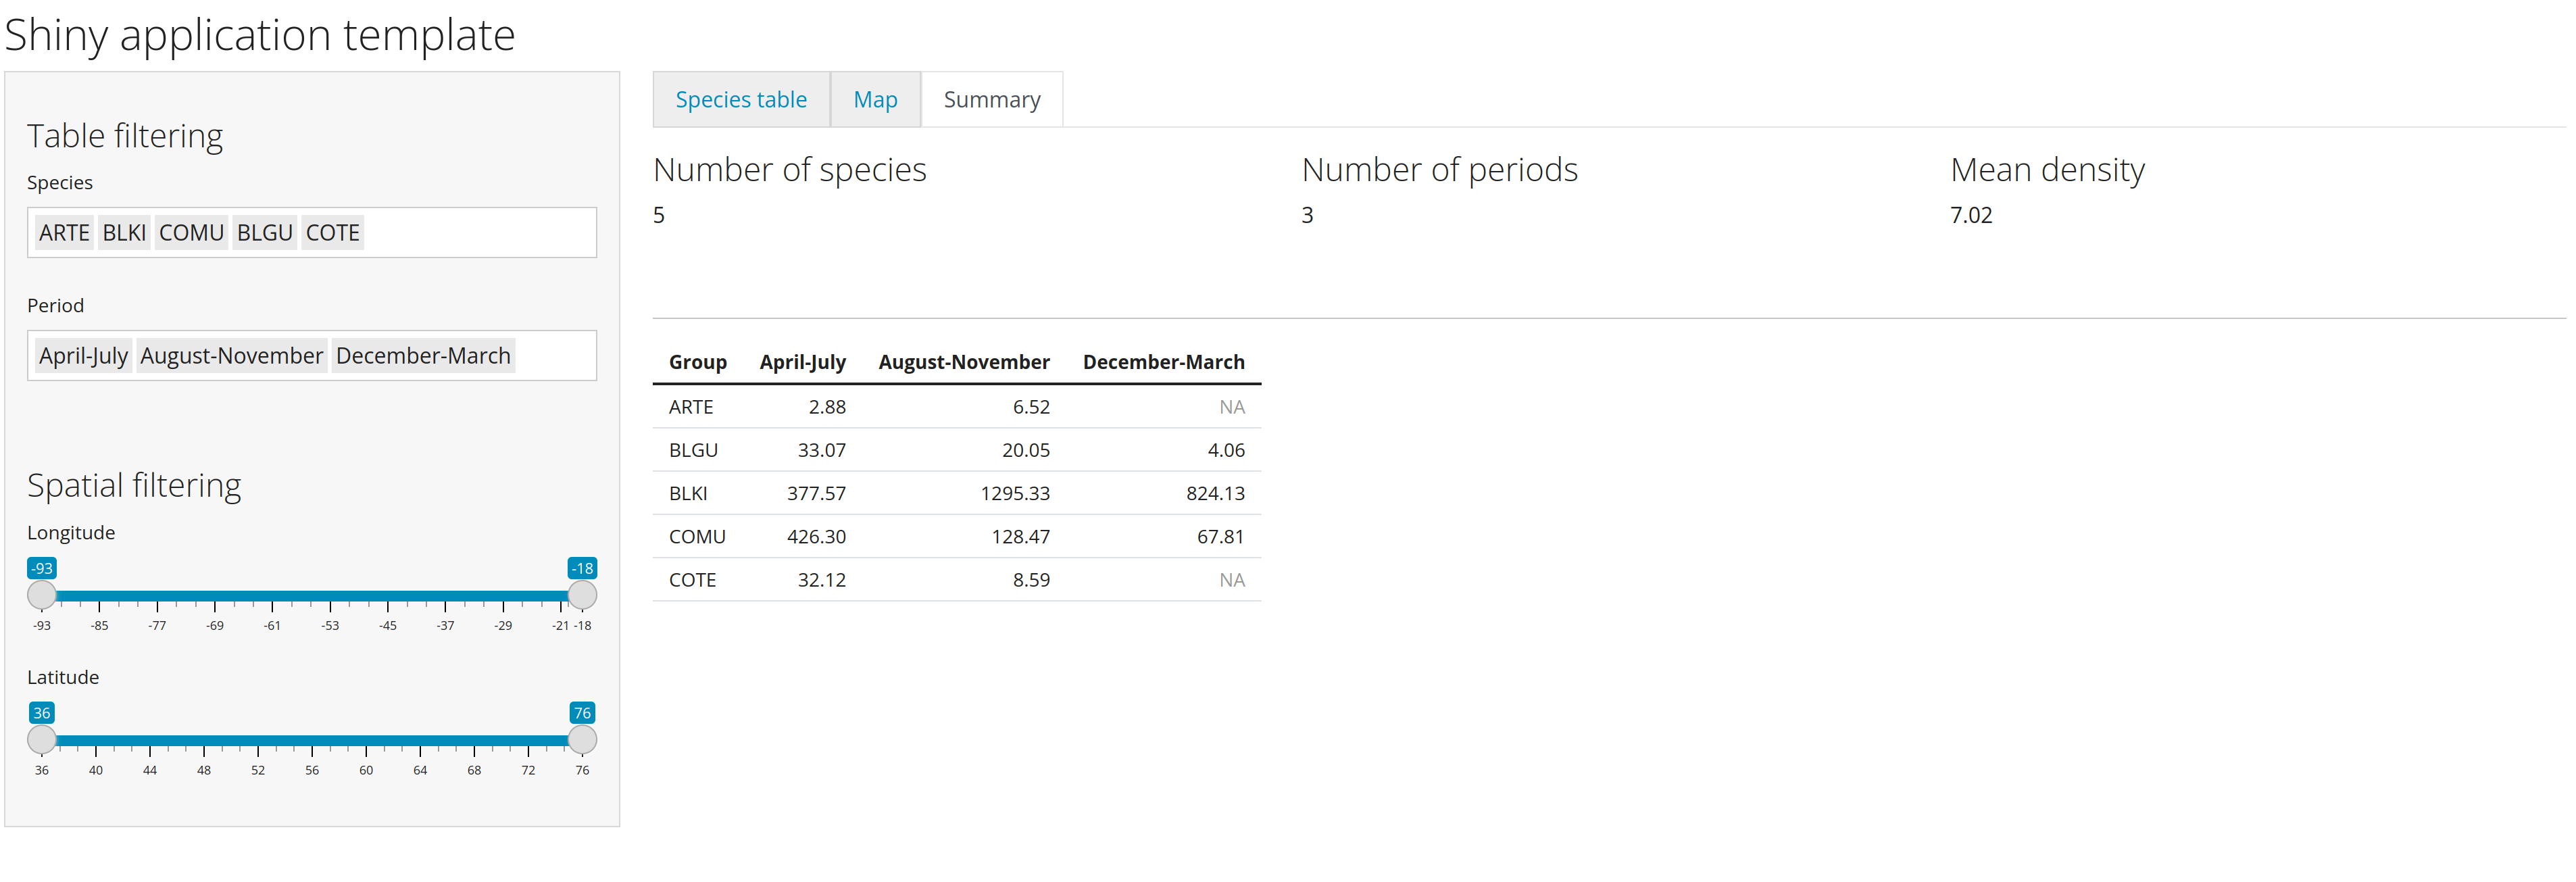 Shiny application template
Table filtering
Species
ARTE BLKI COMU BLGU COTE
Period
April-July August-November December-March
Spatial filtering
Longitude
-93 -18
-93 -85 -77 -69 -61 -53 -45 -37 -29 -21 -18
Latitude
36 76
36 40 44 48 52 56 60 64 68 72 76
Species table Map Summary
Number of species Number of periods Mean density
5 3 7.02
Group April-July August-November December-March
ARTE 2.88 6.52 NA
BLGU 33.07 20.05 4.06
BLKI 377.57 1295.33 824.13
COMU 426.30 128.47 67.81
COTE 32.12 8.59 NA